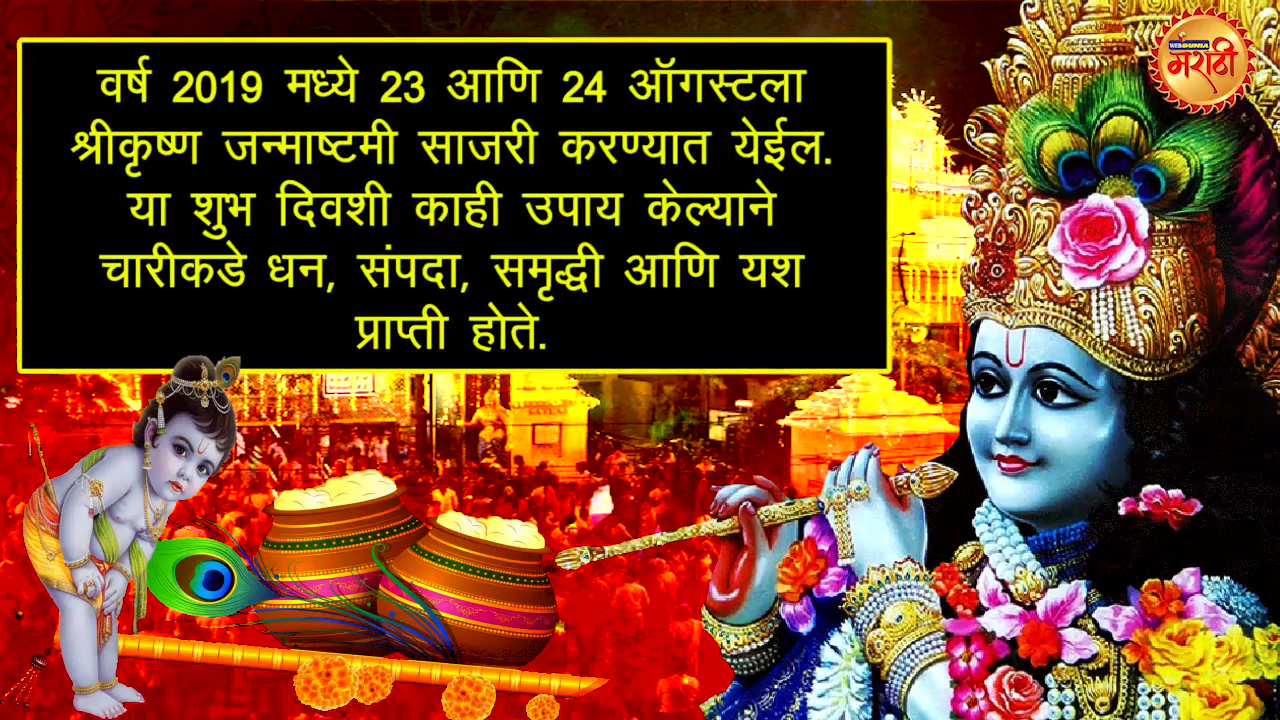 WEBDUNIA
मराठी
वर्ष 2019 मध्ये 23 आणि 24 ऑगस्टला
श्रीकृष्ण जन्माष्टमी साजरी करण्यात येईल.
या शुभ दिवशी काही उपाय केल्याने
चारीकडे धन, संपदा, समृद्धी आणि यश
प्राप्ती होते.